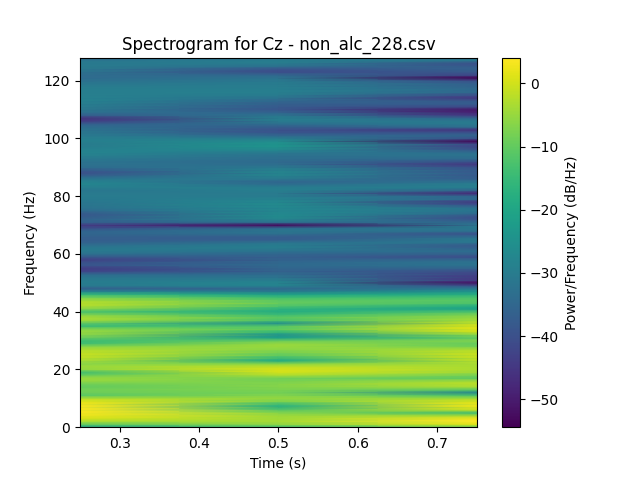 Spectrogram for Cz - non_alc_228.csv
120
100
80
60
40
20
0
Frequency (Hz)
0.3 0.4 0.5 0.6 0.7
Time (s)
0
−10
−20
−30
−40
−50
Power/Frequency (dB/Hz)